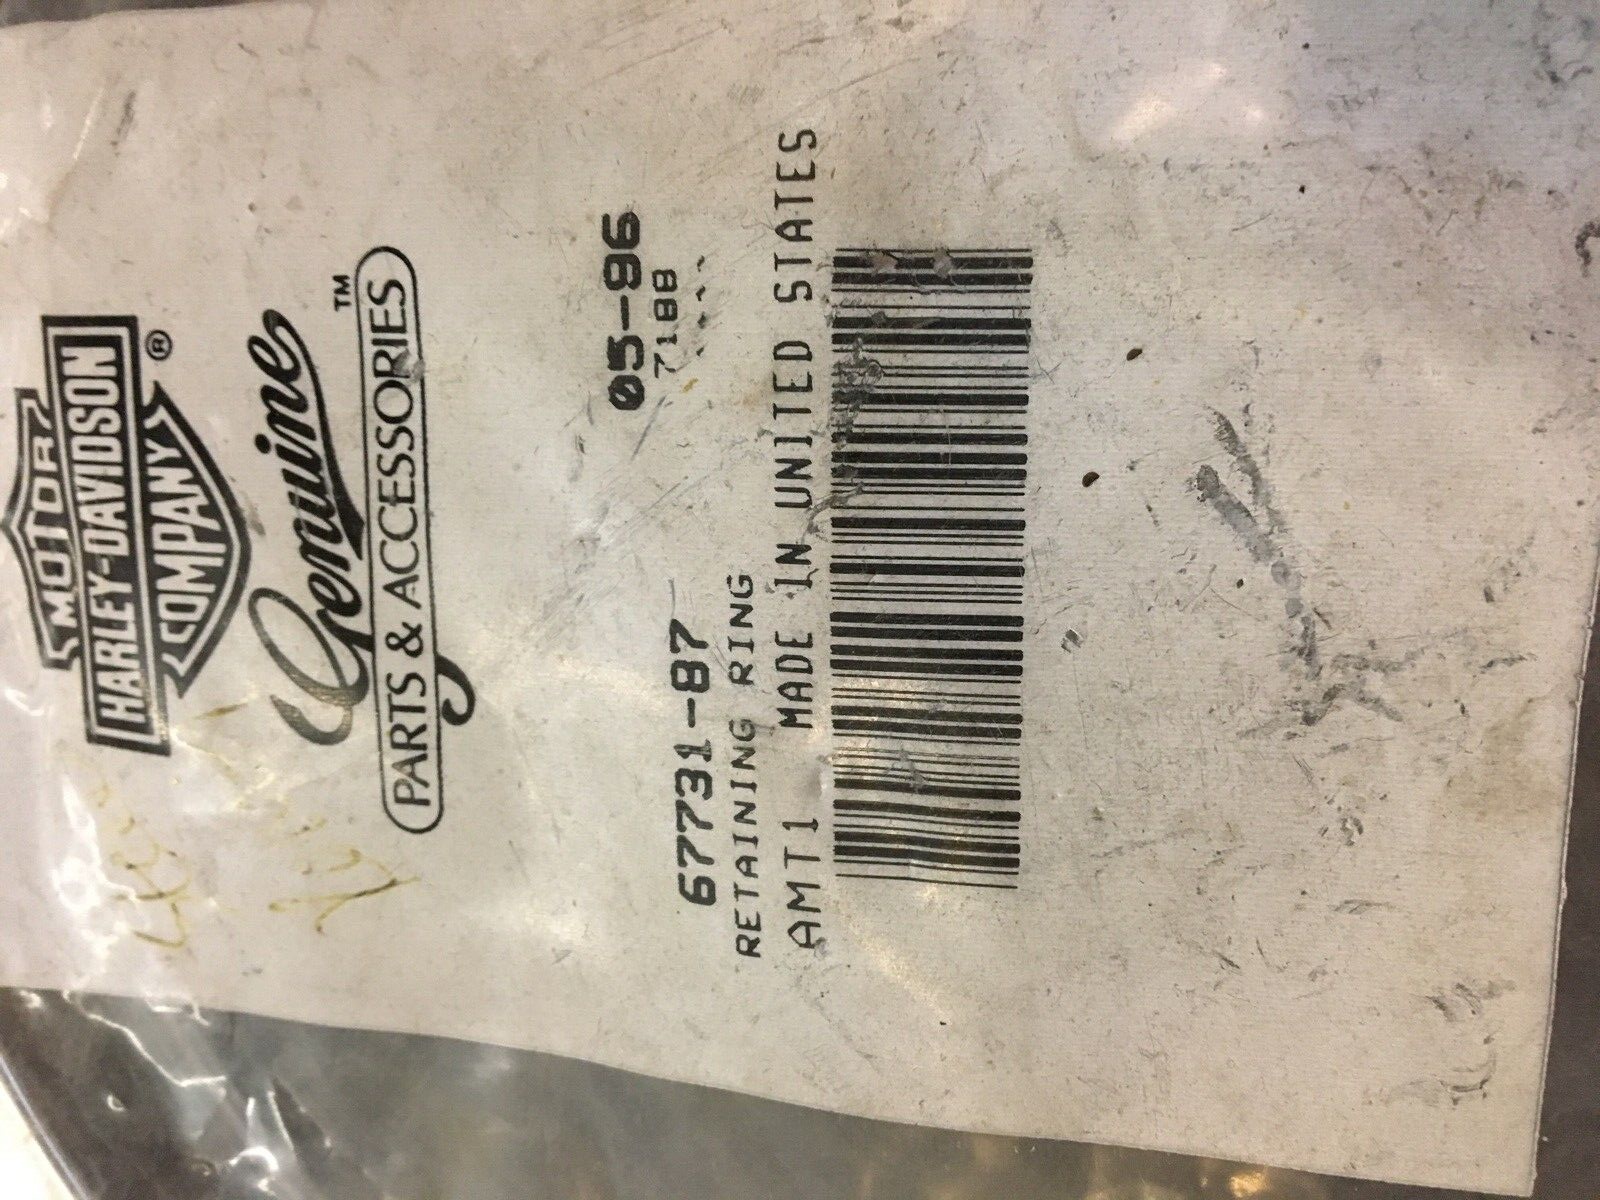 MOTOR
HARLEY-DAVIDSON
COMPANY
®
Genuine
TM
PARTS & ACCESSORIES
05-96
7188
67731-87
RETAINING RING
AMT1 MADE IN UNITED STATES